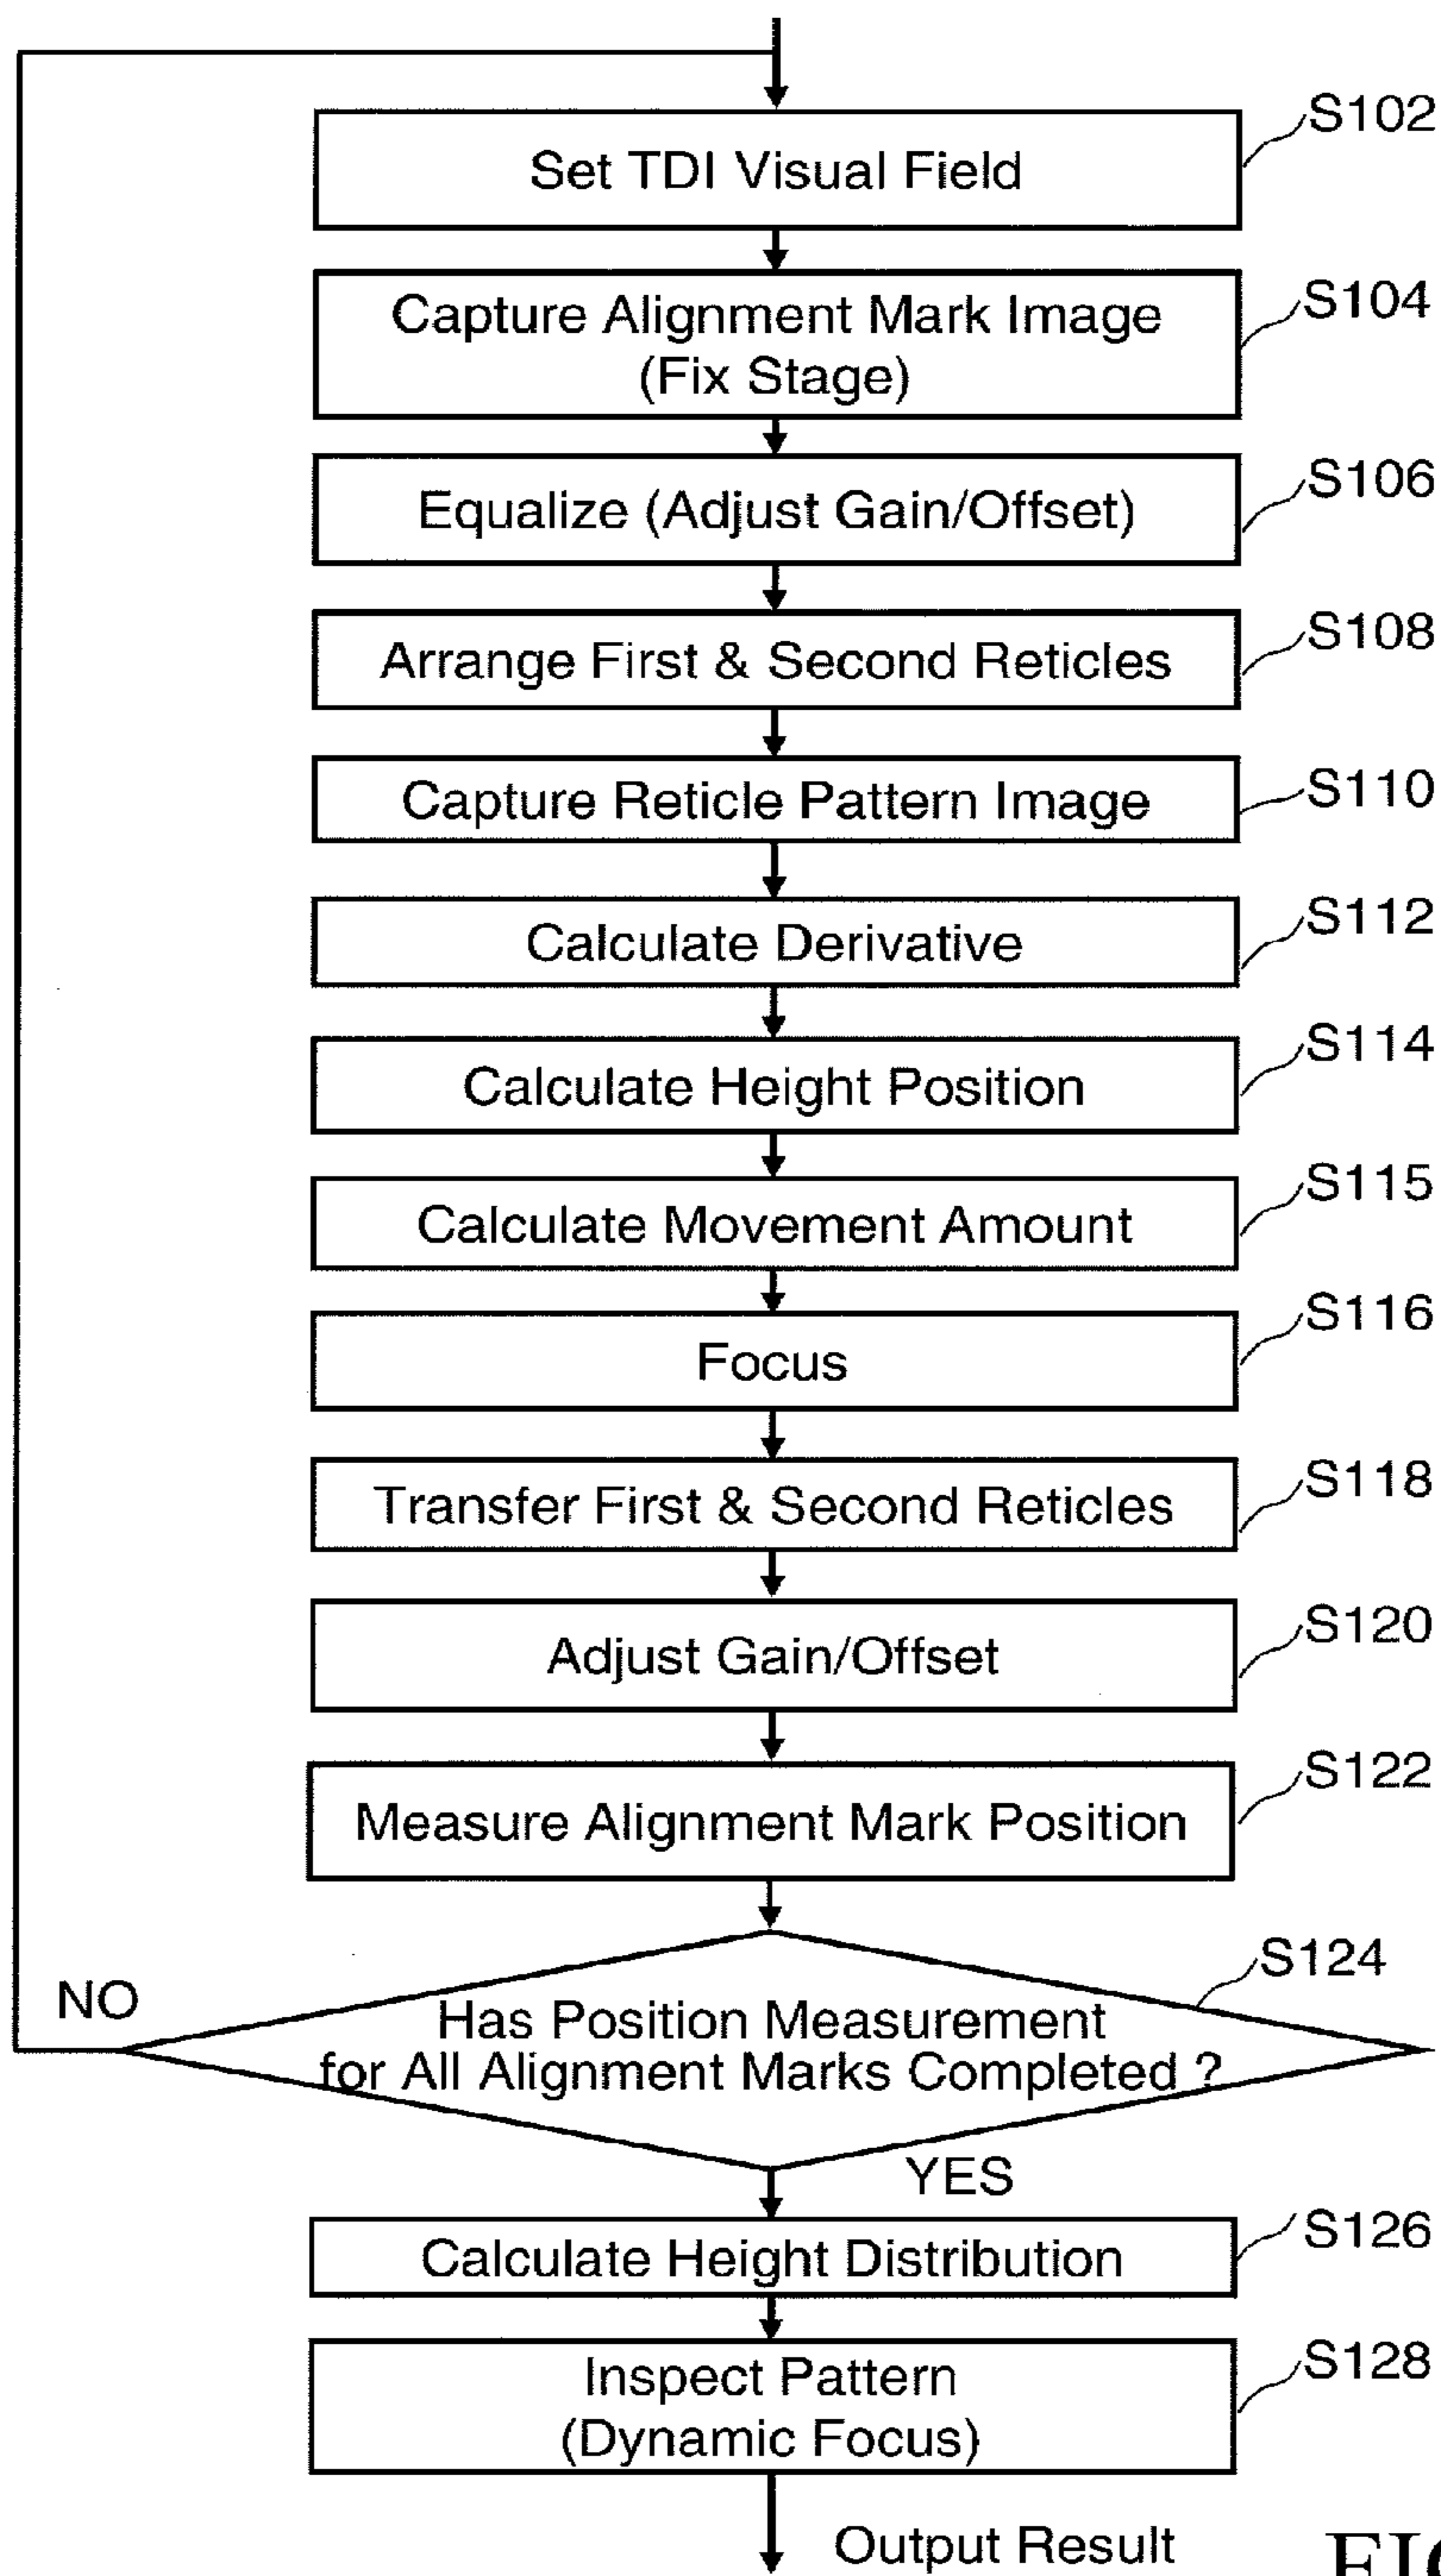 S102
Set TDI Visual Field
S104
Capture Alignment Mark Image
(Fix Stage)
S106
Equalize (Adjust Gain/Offset)
S108
Arrange First & Second Reticles
S110
Capture Reticle Pattern Image
S112
Calculate Derivative
S114
Calculate Height Position
S115
Calculate Movement Amount
S116
Focus
S118
Transfer First & Second Reticles
S120
Adjust Gain/Offset
S122
Measure Alignment Mark Position
S124
NO
Has Position Measurement
for All Alignment Marks Completed ?
YES
S126
Calculate Height Distribution
S128
Inspect Pattern
(Dynamic Focus)
Output Result